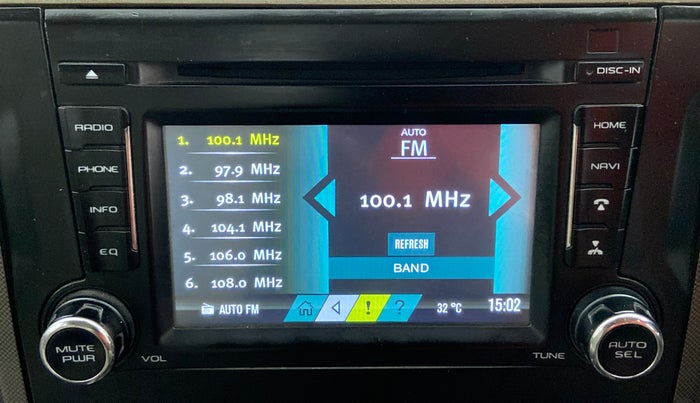 DISC-IN
RADIO
PHONE
INFO
EQ
MUTE
PWR
VOL
1. 100.1 MHz
2. 97.9 MHz
3. 98.1 MHz
4. 104.1 MHz
5. 106.0 MHz
6. 108.0 MHz
AUTO
FM
100.1 MHz
REFRESH
BAND
AUTO FM
!
?
32 °C
15:02
HOME
NAVI
TUNE
AUTO
SEL